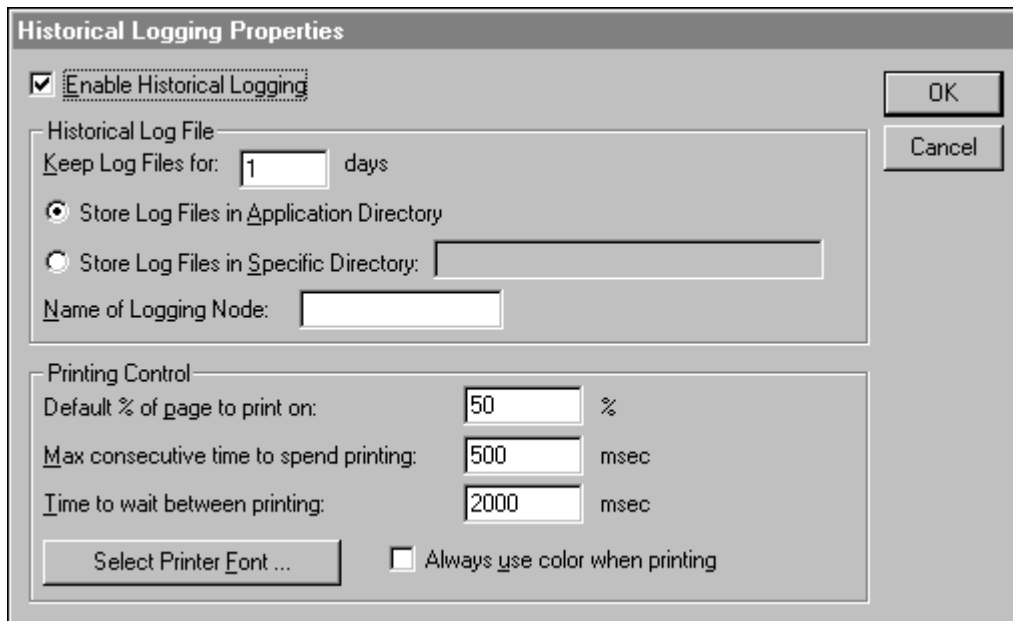 Historical Logging Properties
Enable Historical Logging
OK
Cancel
Historical Log File
Keep Log Files for: 1 days
Store Log Files in Application Directory
Store Log Files in Specific Directory:
Name of Logging Node:
Printing Control
Default % of page to print on: 50 %
Max consecutive time to spend printing: 500 msec
Time to wait between printing: 2000 msec
Select Printer Font ... Always use color when printing